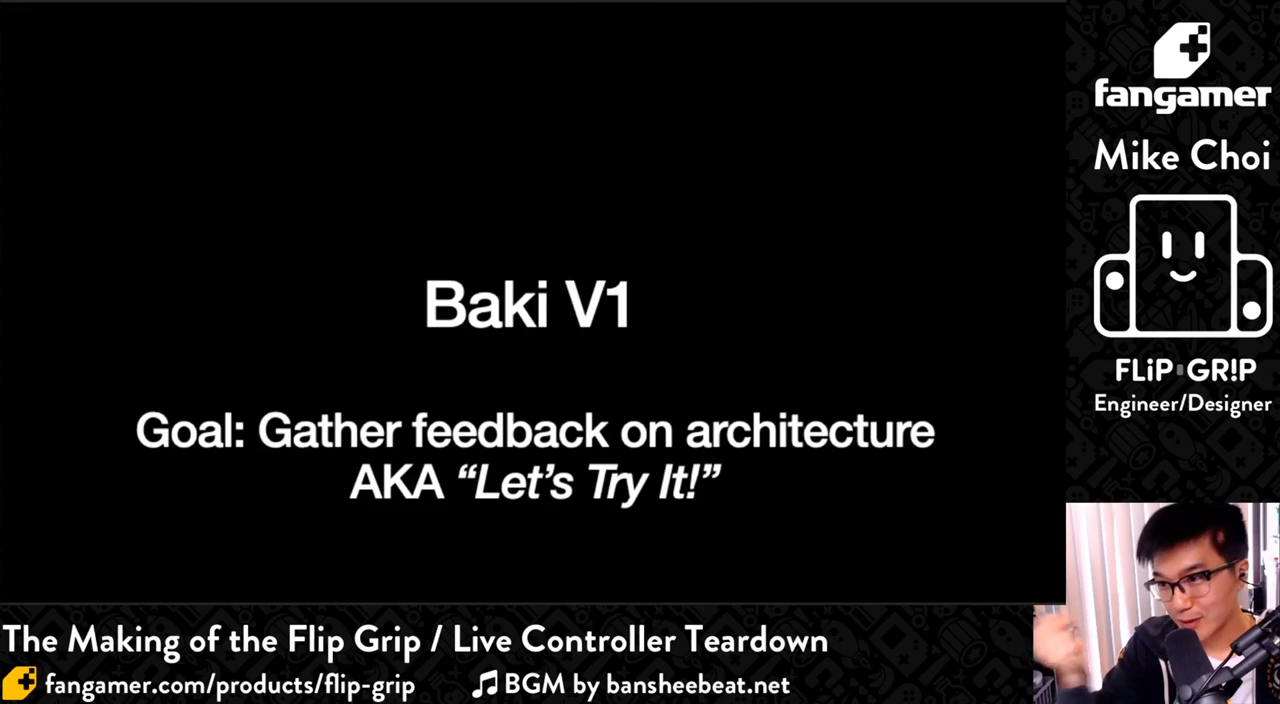 Baki V1
Goal: Gather feedback on architecture
AKA “Let’s Try It!”
fangamer
Mike Choi
FLiP GR!P
Engineer/Designer
The Making of the Flip Grip / Live Controller Teardown
fangamer.com/products/flip-grip
BGM by bansheebeat.net